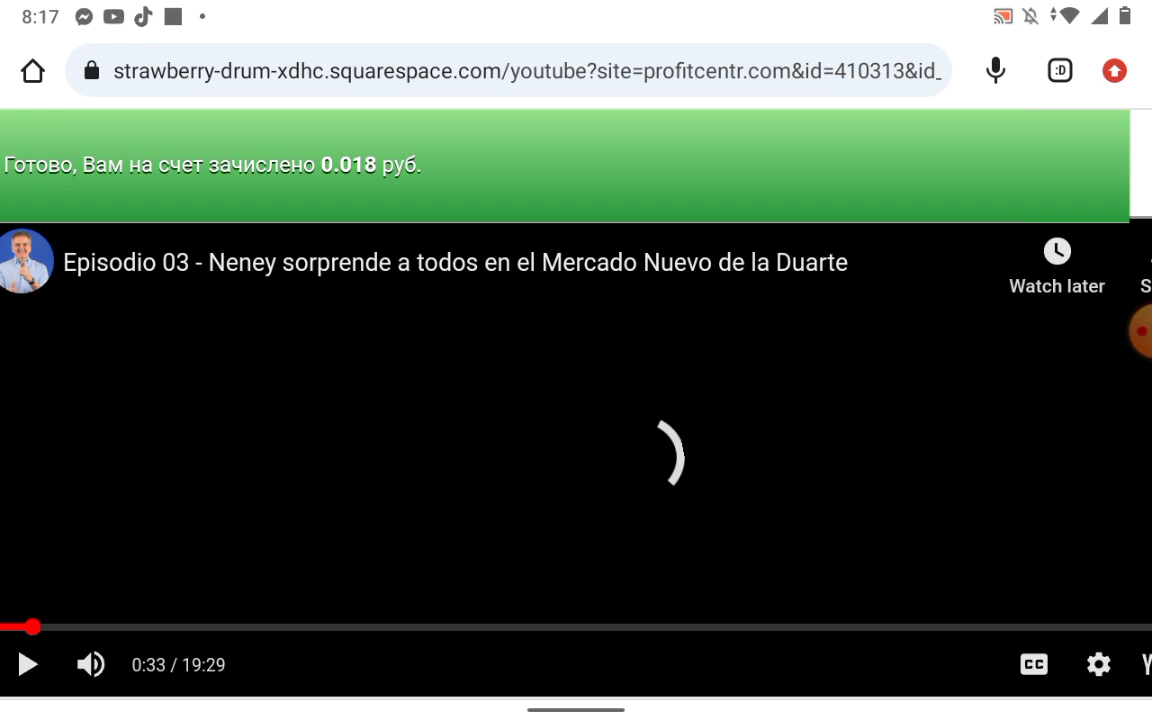 8:17
:D
strawberry-drum-xdhc.squarespace.com/youtube?site=profitcentr.com&id=410313&id_
Готово, Вам на счет зачислено 0.018 руб.
Episodio 03 - Neney sorprende a todos en el Mercado Nuevo de la Duarte
Watch later
0:33 / 19:29
CC